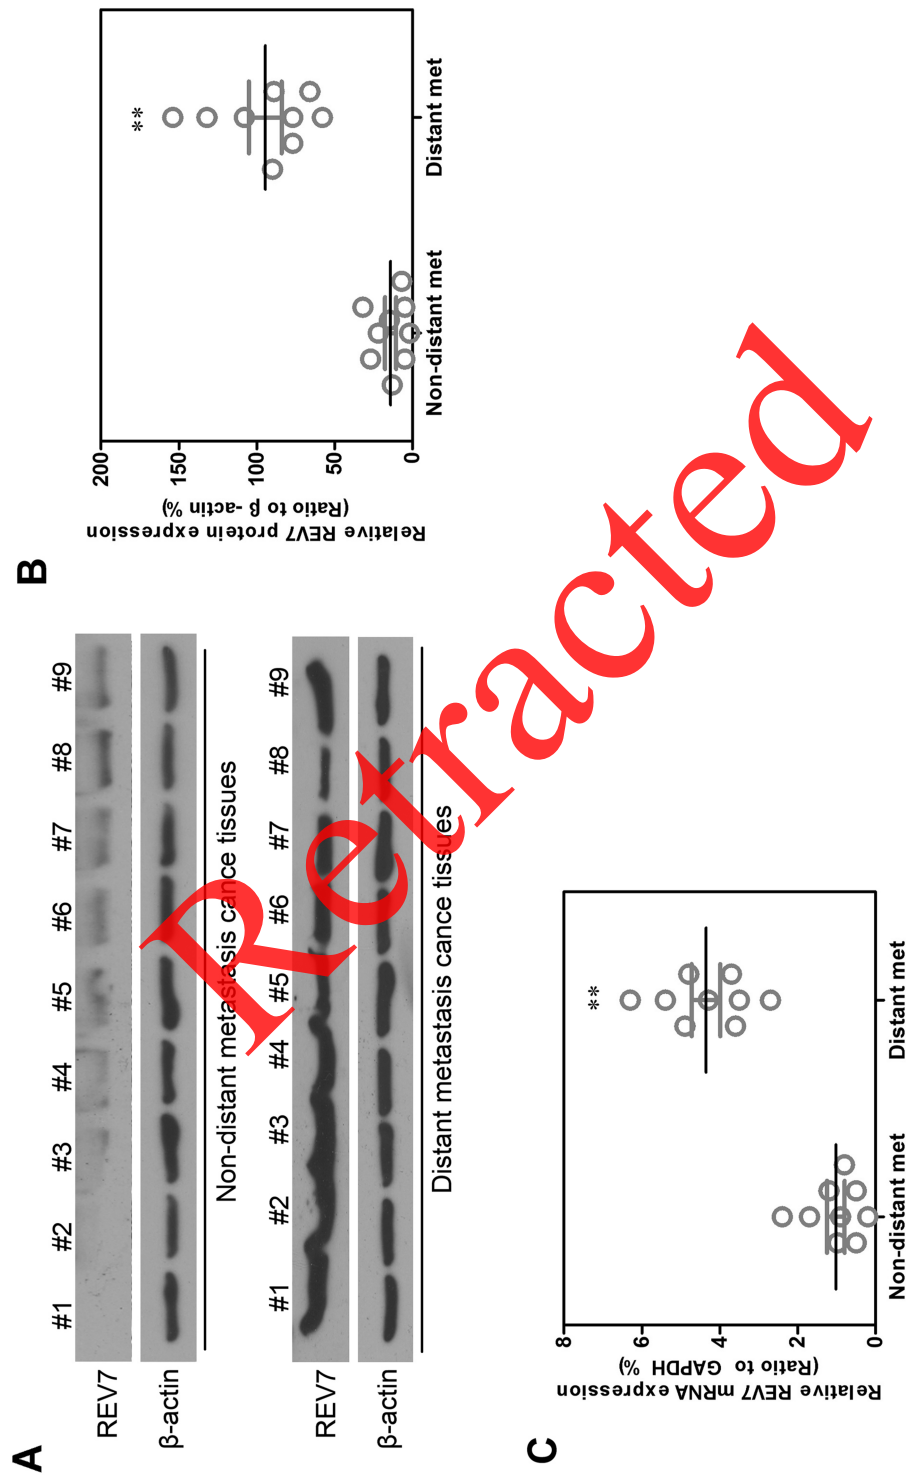 A
#1 #2 #3 #4 #5 #6 #7 #8 #9
REV7
β-actin
Non-distant metastasis cance tissues
#1 #2 #3 #4 #5 #6 #7 #8 #9
REV7
β-actin
Distant metastasis cance tissues
B
Relative REV7 protein expression
(Ratio to β -actin %)
200
150
100
50
0
**
Non-distant met Distant met
C
Relative REV7 mRNA expression
(Ratio to GAPDH %)
8
6
4
2
0
**
Non-distant met Distant met
Retracted